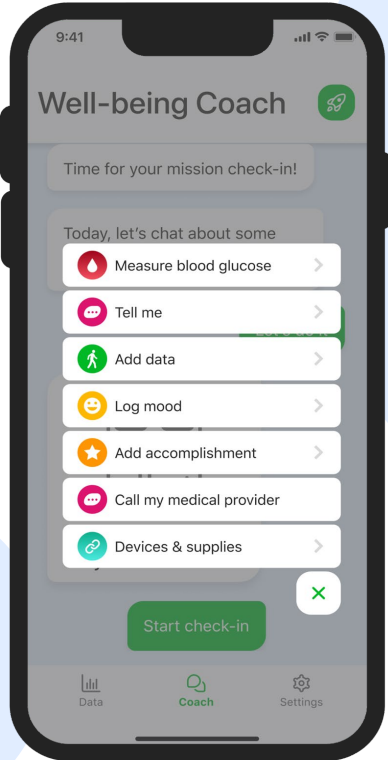 9:41
Well-being Coach
Time for your mission check-in!
Today, let's chat about some
Measure blood glucose
Tell me
Add data
Log mood
Add accomplishment
Call my medical provider
Devices & supplies
Start check-in
Data
Coach
Settings